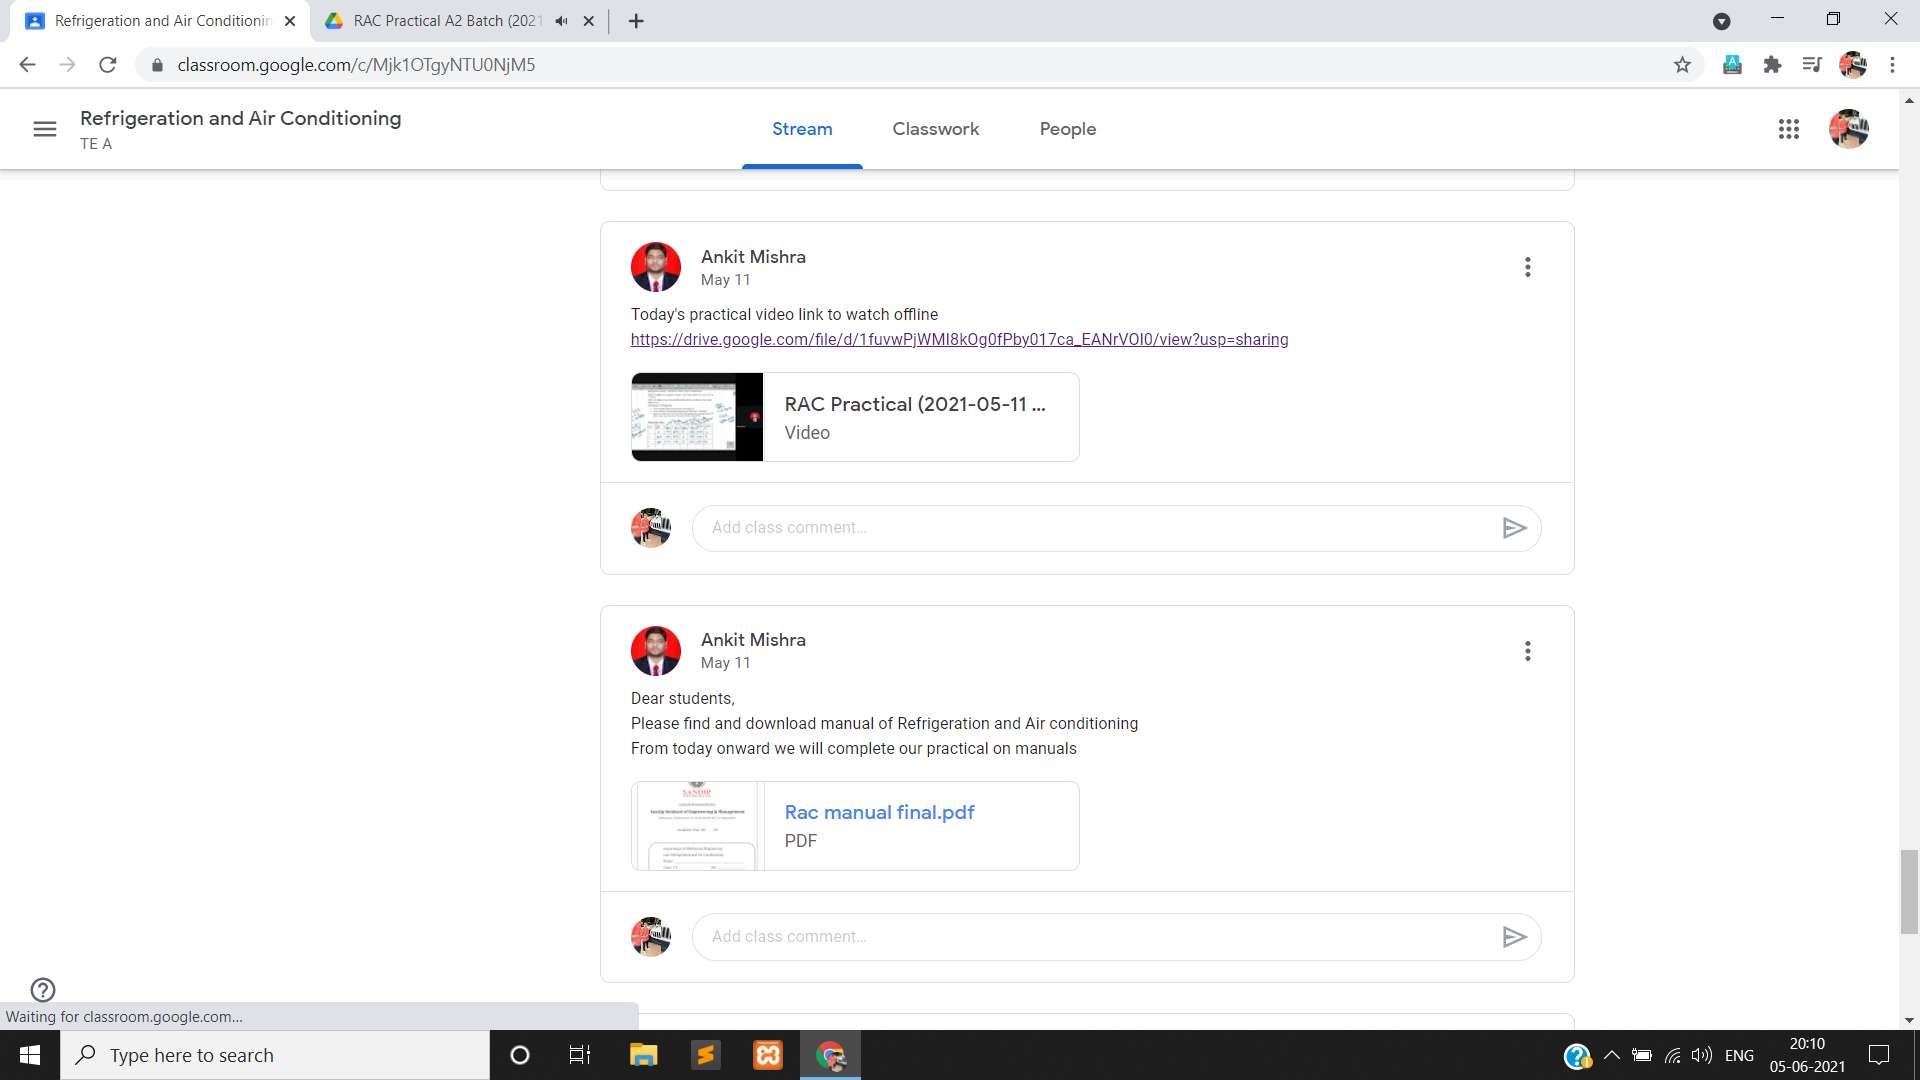 Refrigeration and Air Conditionin
RAC Practical A2 Batch (2021
classroom.google.com/c/Mjk1OTgyNTU0NjM5
Refrigeration and Air Conditioning
TE A
Stream
Classwork
People
Ankit Mishra
May 11
Today's practical video link to watch offline
https://drive.google.com/file/d/1fuvwPjWMI8kOg0fPby017ca_EANrVOI0/view?usp=sharing
RAC Practical (2021-05-11 ...
Video
Add class comment...
Ankit Mishra
May 11
Dear students,
Please find and download manual of Refrigeration and Air conditioning
From today onward we will complete our practical on manuals
SANDIP
Rac manual final.pdf
PDF
Add class comment...
Waiting for classroom.google.com...
Type here to search
ENG
20:10
05-06-2021